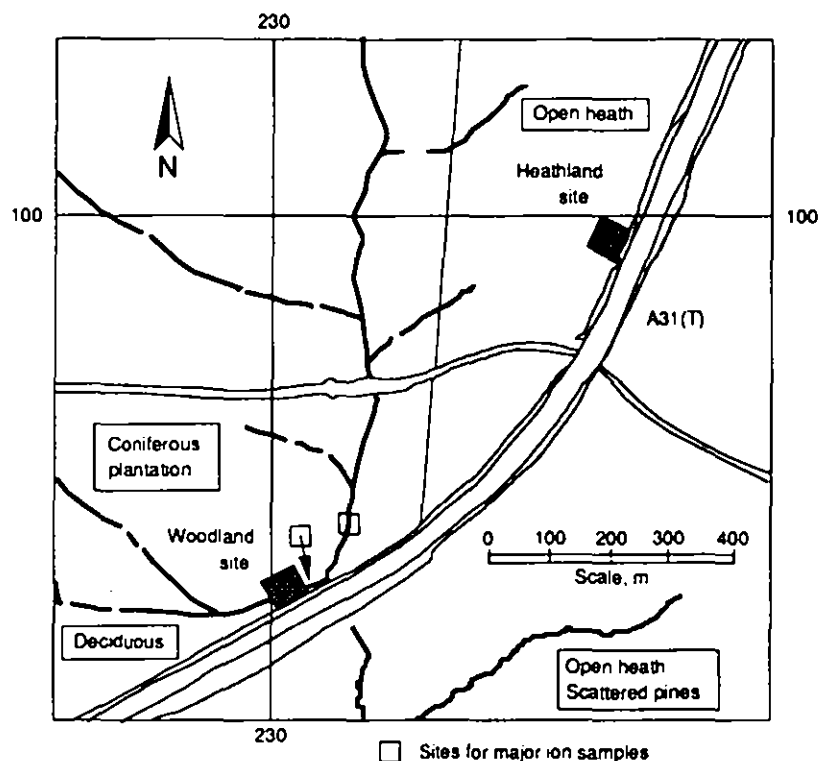 230
N
Open heath
Heathland
site
100
100
A31(T)
Coniferous
plantation
Woodland
site
0 100 200 300 400
Scale, m
Deciduous
Open heath
Scattered pines
230
Sites for major ion samples